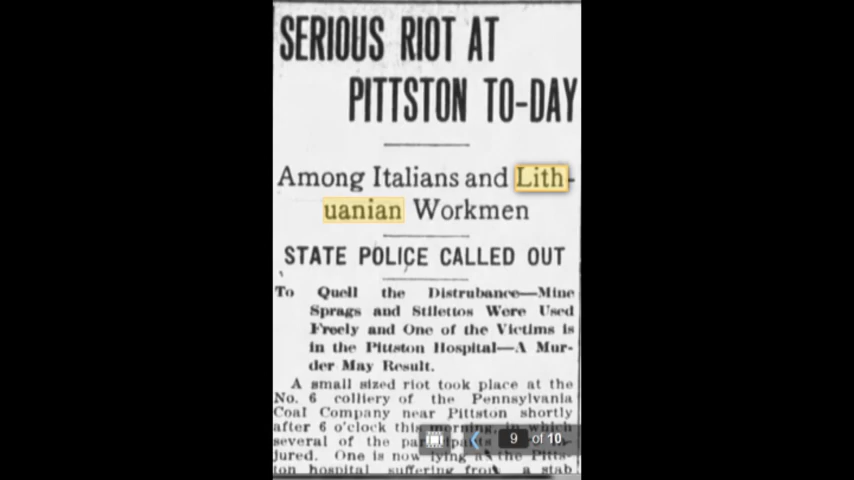 SERIOUS RIOT AT
PITTSTON TO-DAY
Among Italians and Lith-
uanian Workmen
STATE POLICE CALLED OUT
To Quell the Distrubance—Mine
Sprags and Stilettos Were Used
Freely and One of the Victims is
in the Pittston Hospital—A Mur-
der May Result.
A small sized riot took place at the
No. 6 colliery of the Pennsylvania
Coal Company near Pittston shortly
after 6 o'clock this morning, in which
several of the
jured. One is now lying at the Pitts-
ton hospital suffering from a stab
9 of 10